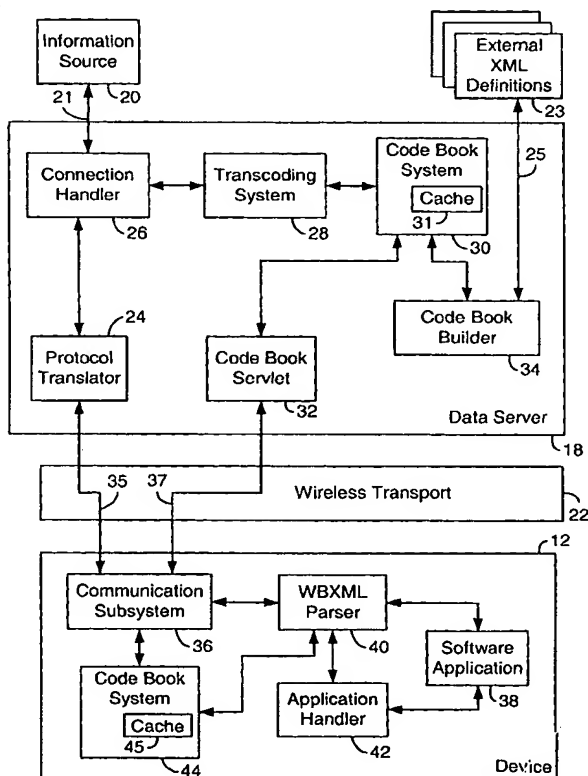 Information
Source
21
20
External
XML
Definitions
23
25
Connection
Handler
26
Transcoding
System
28
Code Book
System
Cache
31
30
24
Protocol
Translator
Code Book
Servlet
32
Code Book
Builder
34
Data Server
18
35
37
Wireless Transport
22
12
Communication
Subsystem
36
WBXML
Parser
40
Software
Application
38
Code Book
System
Cache
45
44
Application
Handler
42
Device